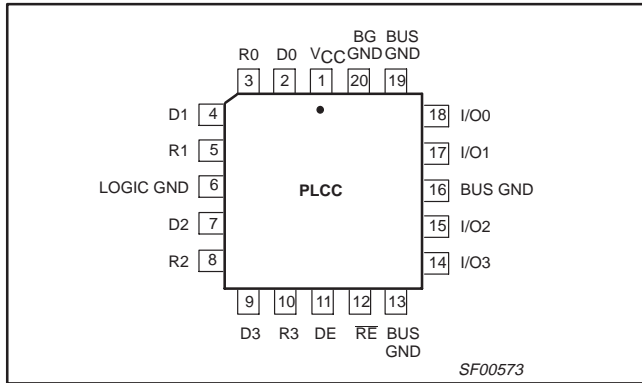 R0 D0 VCC BG GND BUS GND
3 2 1 20 19
D1 4 18 I/O0
R1 5 17 I/O1
LOGIC GND 6 PLCC 16 BUS GND
D2 7 15 I/O2
R2 8 14 I/O3
9 10 11 12 13
D3 R3 DE R̅E̅ BUS GND
SF00573